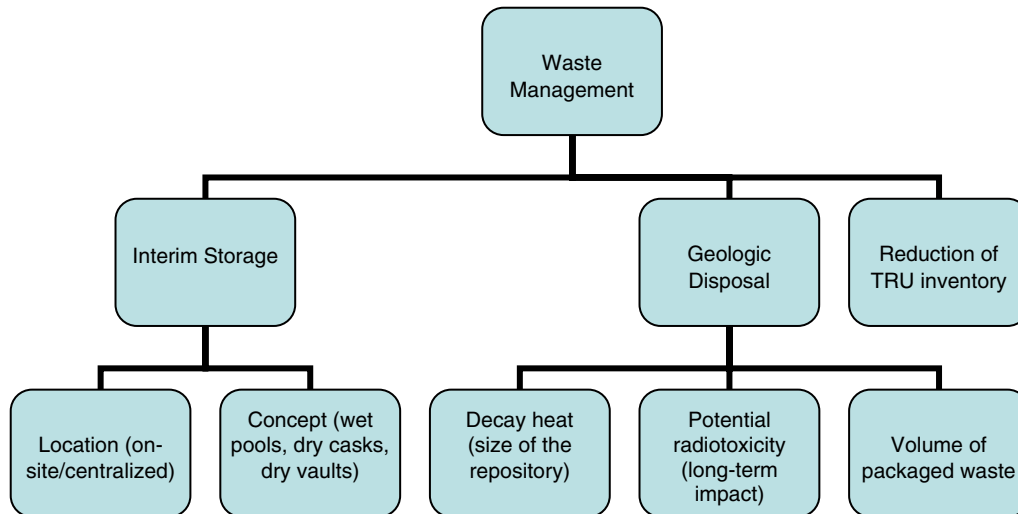 Waste
Management
Interim Storage
Geologic
Disposal
Reduction of
TRU inventory
Location (on-
site/centralized)
Concept (wet
pools, dry casks,
dry vaults)
Decay heat
(size of the
repository)
Potential
radiotoxicity
(long-term
impact)
Volume of
packaged waste